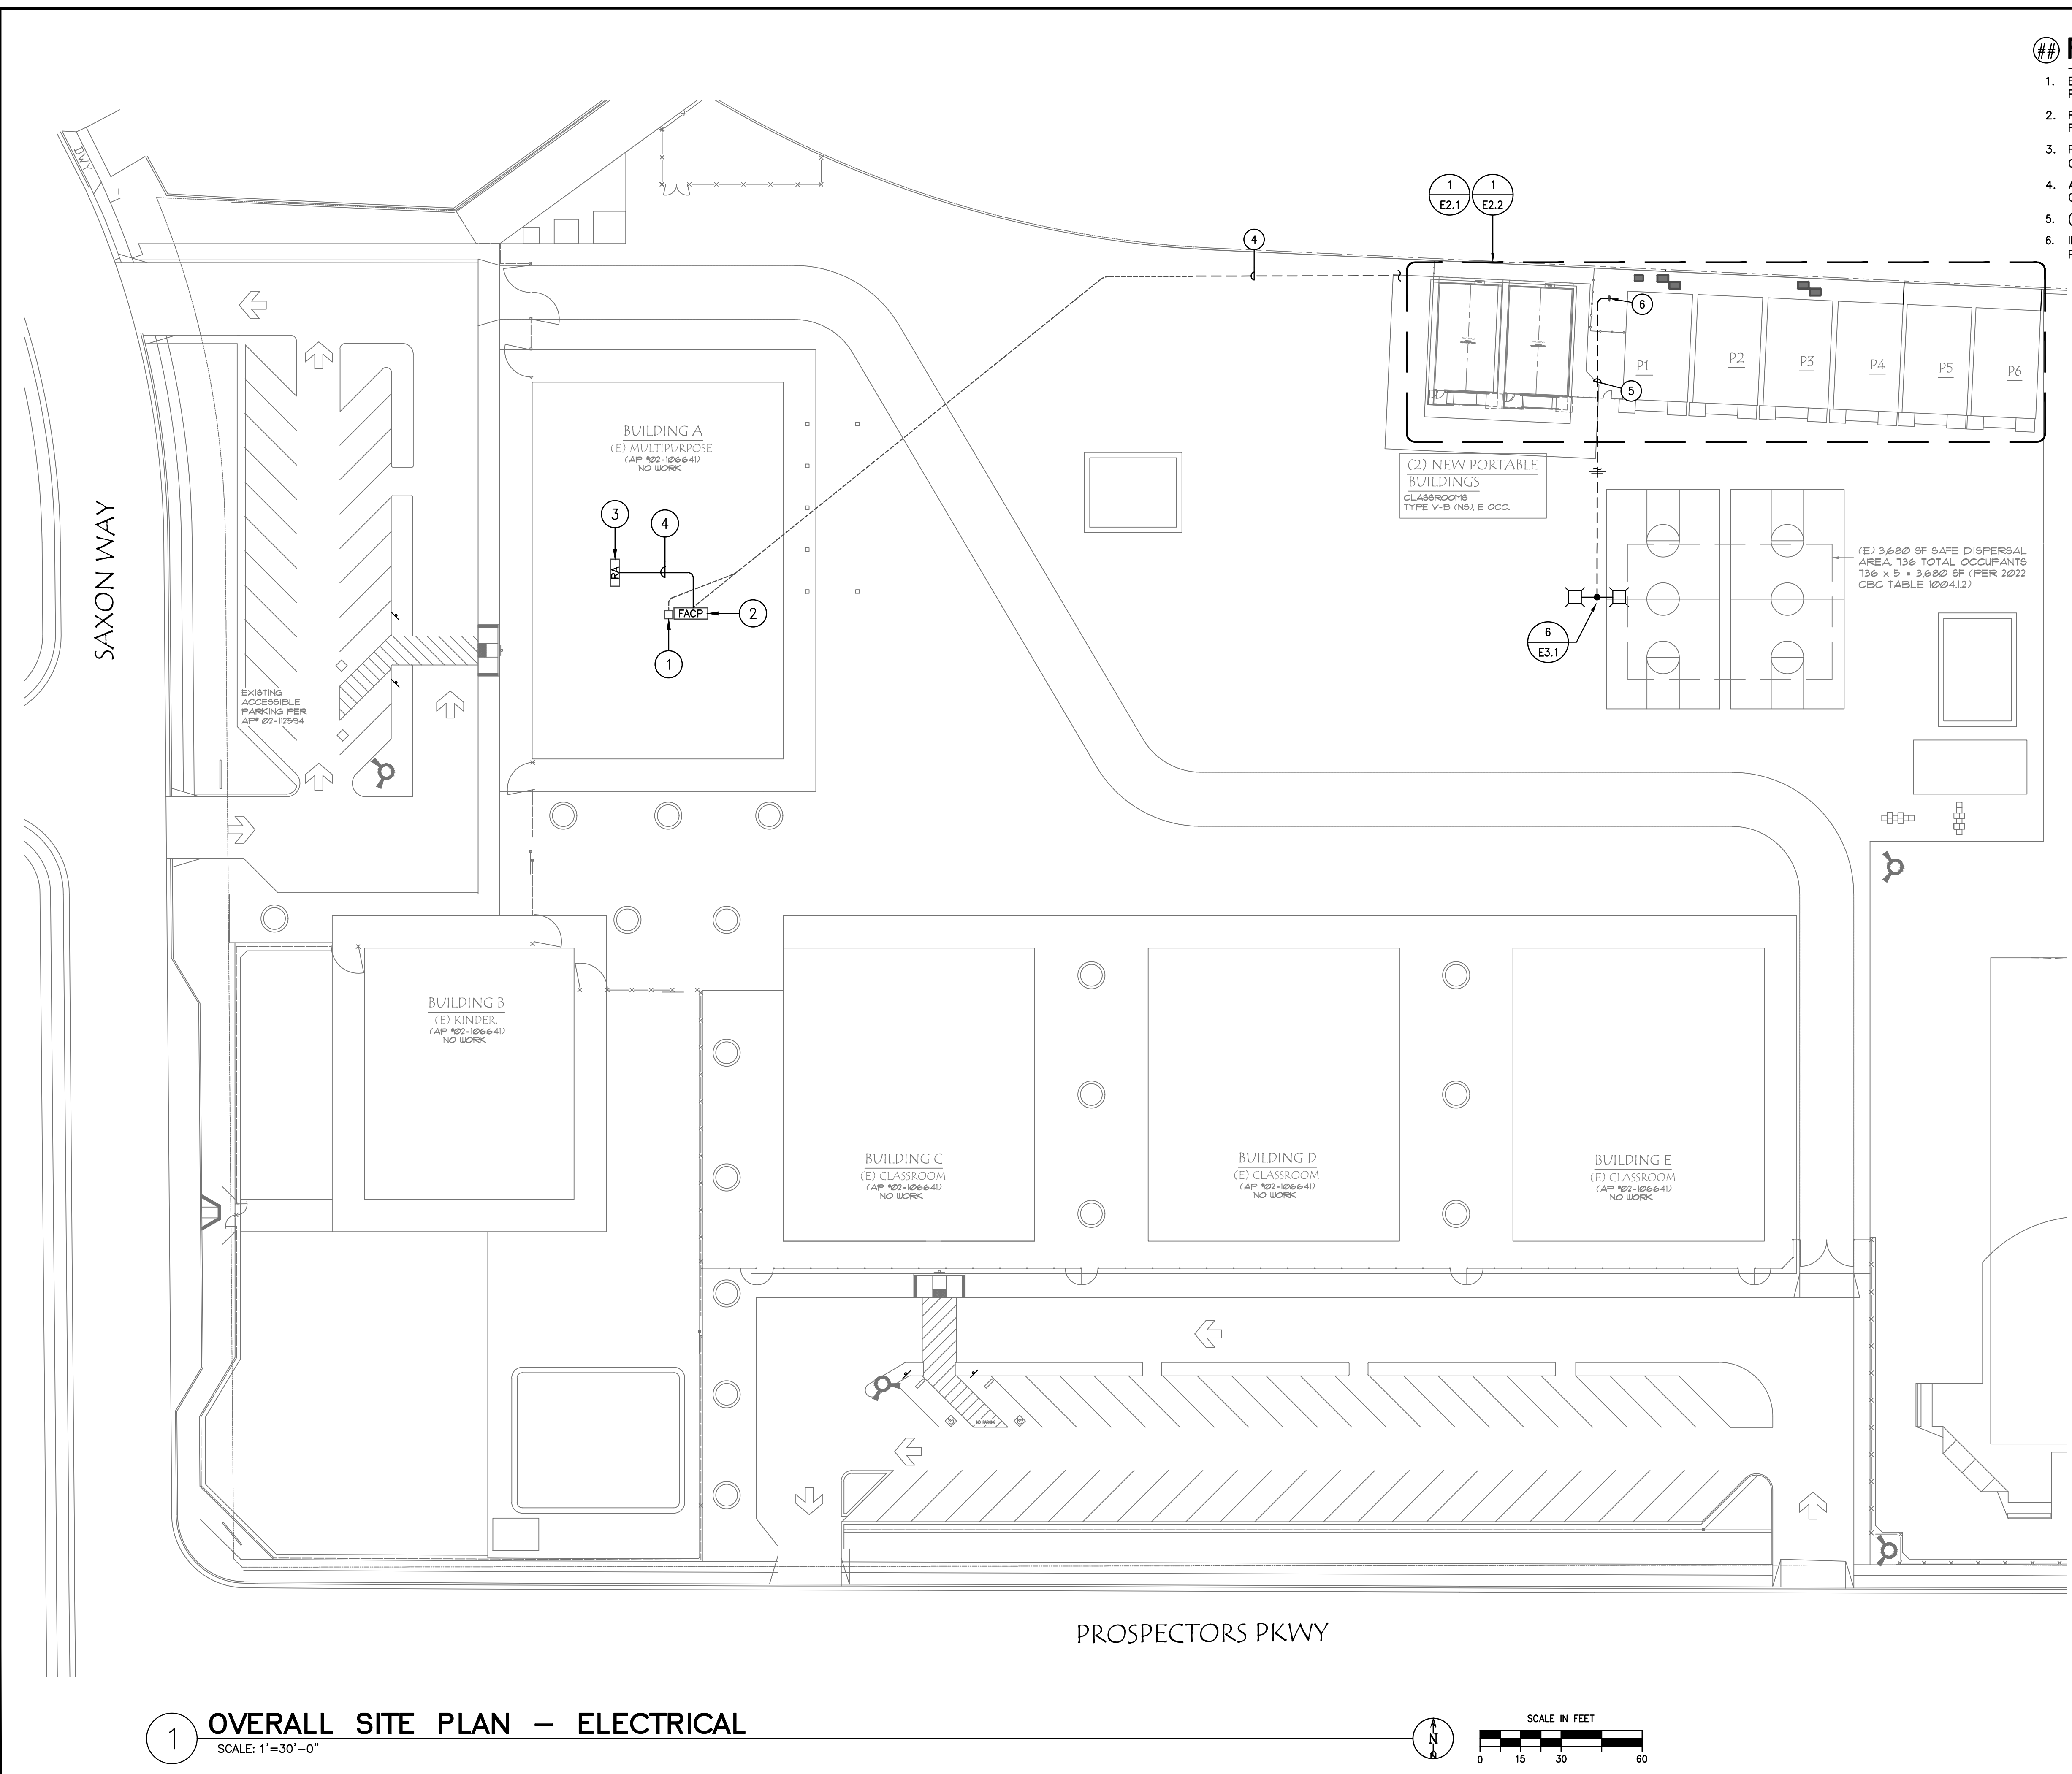 ##
1.
2.
3.
4.
5. (
6.
DWY
1
E2.1
1
E2.2
4
6
5
P1
P2
P3
P4
P5
P6
BUILDING A
(E) MULTIPURPOSE
(AP #02-106641)
NO WORK
(2) NEW PORTABLE
BUILDINGS
CLASSROOMS
TYPE V-B (NS), E OCC.
SAXON WAY
3
4
RA
FACP
2
1
(E) 3,680 SF SAFE DISPERSAL
AREA, 736 TOTAL OCCUPANTS
736 x 5 = 3,680 SF (PER 2022
CBC TABLE 1004.1.2)
6
E3.1
EXISTING
ACCESSIBLE
PARKING PER
AP# 02-112594
BUILDING B
(E) KINDER.
(AP #02-106641)
NO WORK
BUILDING C
(E) CLASSROOM
(AP #02-106641)
NO WORK
BUILDING D
(E) CLASSROOM
(AP #02-106641)
NO WORK
BUILDING E
(E) CLASSROOM
(AP #02-106641)
NO WORK
NO PARKING
PROSPECTORS PKWY
1
OVERALL SITE PLAN – ELECTRICAL
SCALE: 1'=30'-0"
N
SCALE IN FEET
0 15 30 60